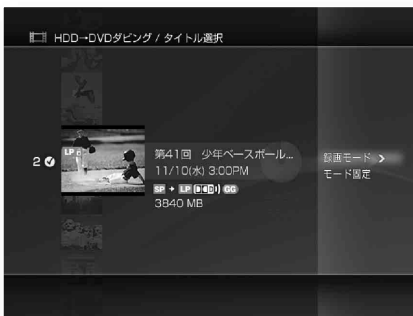 HDD→DVDダビング / タイトル選択
2
LP
第41回 少年ベースボール...
11/10(水) 3:00PM
SP → LP GG
3840 MB
録画モード
モード固定